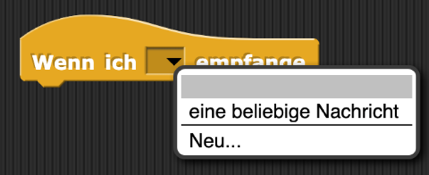 Wenn ich empfange
eine beliebige Nachricht
Neu...